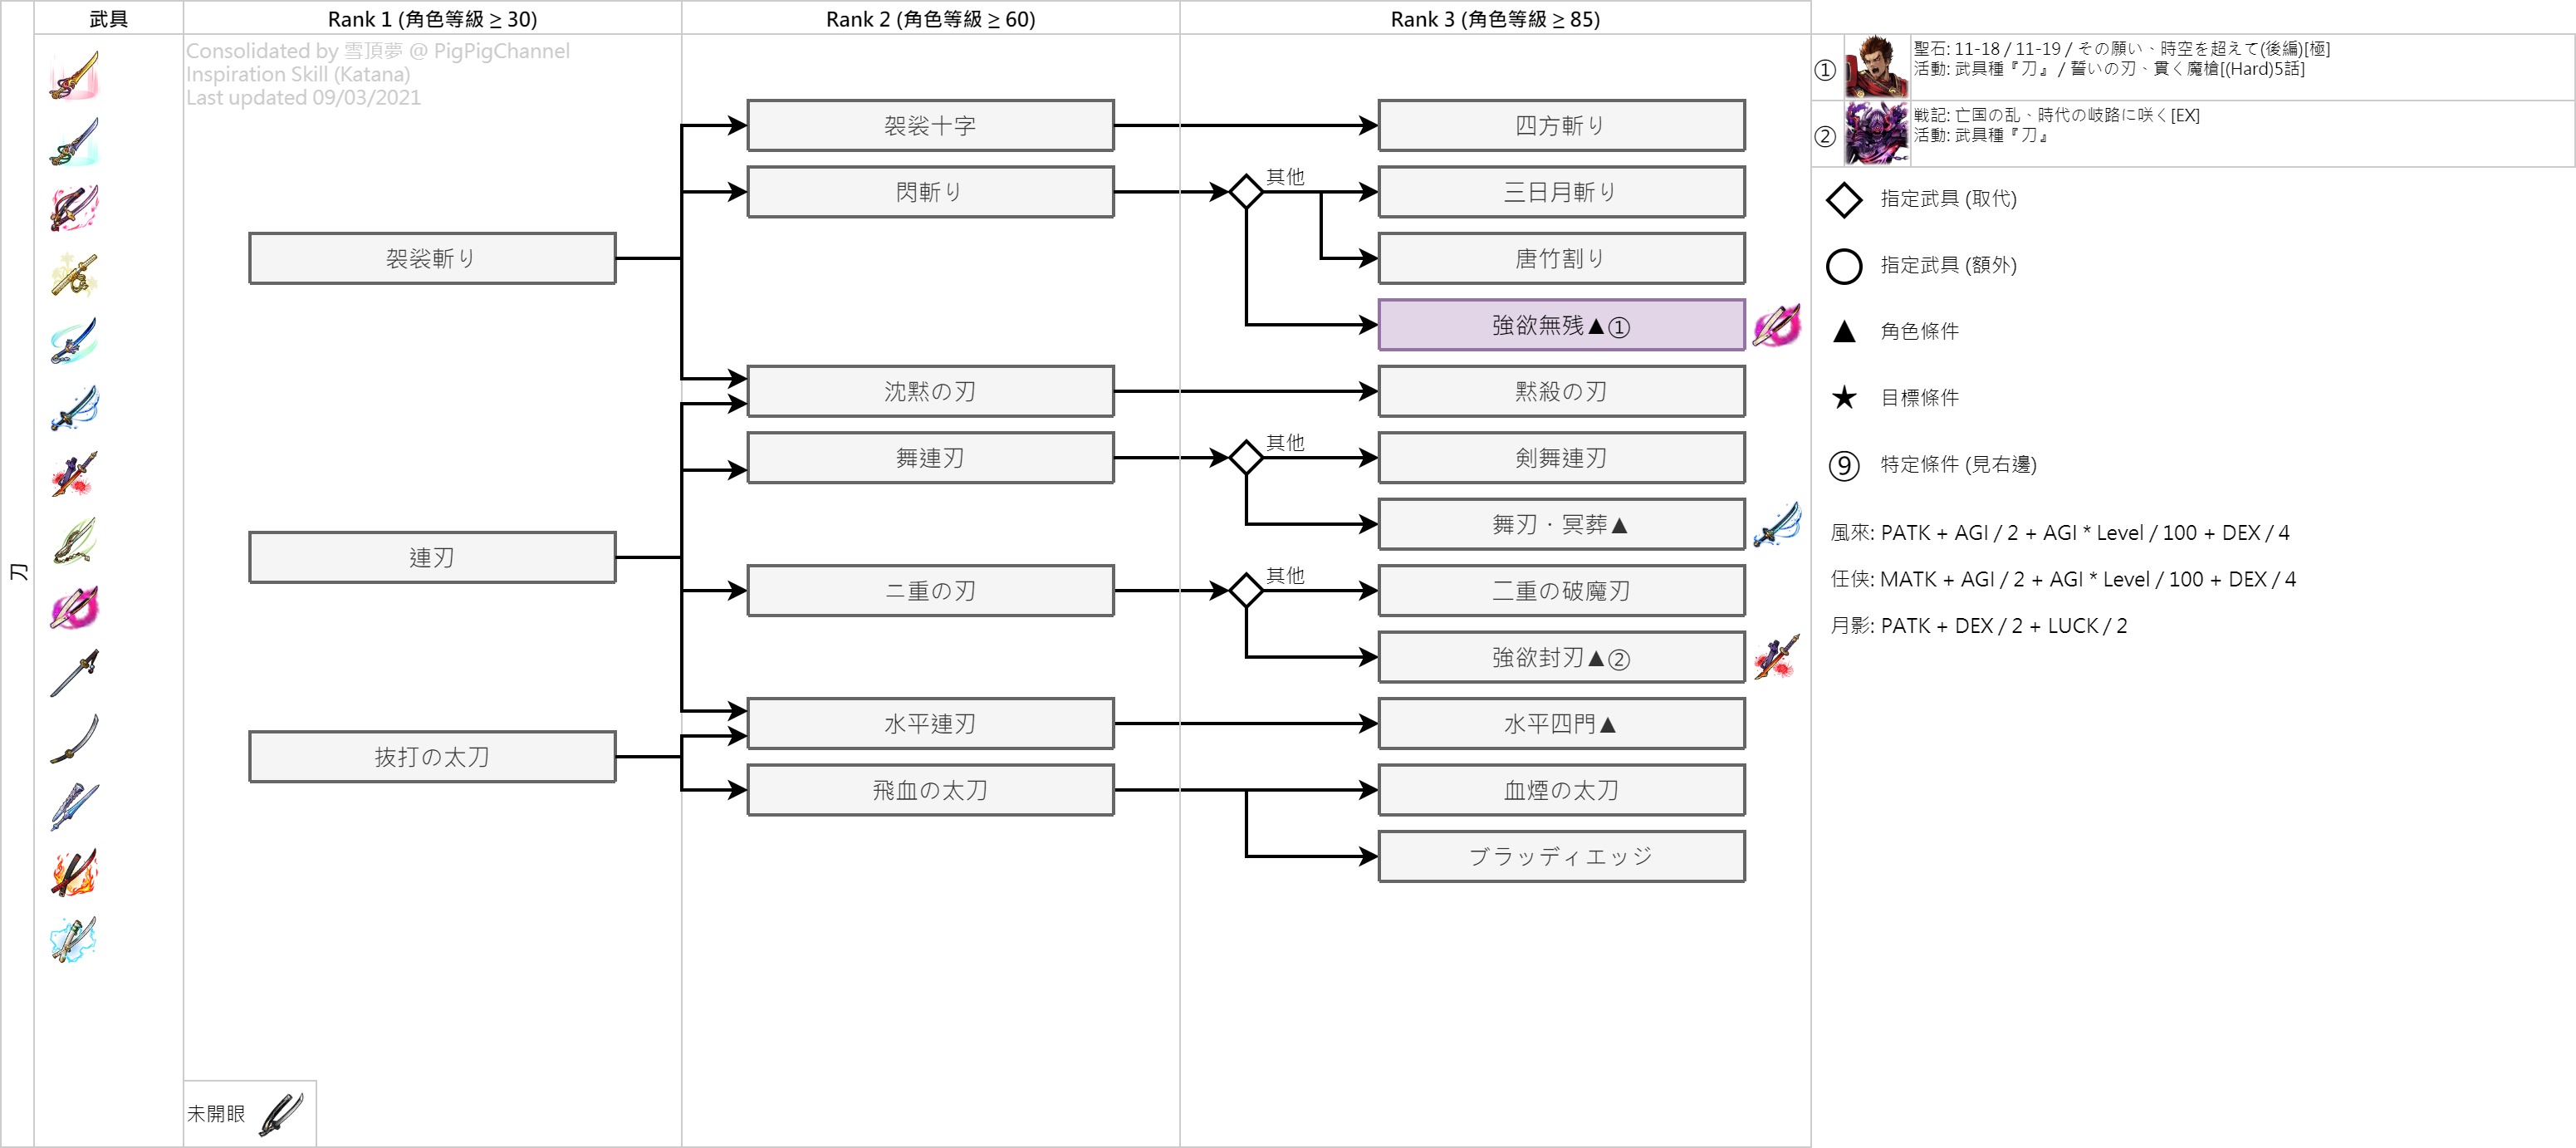 武具
Rank 1 (角色等級 ≥ 30)
Rank 2 (角色等級 ≥ 60)
Rank 3 (角色等級 ≥ 85)
Consolidated by 雪頂夢 @ PigPigChannel
Inspiration Skill (Katana)
Last updated 09/03/2021
刀
袈裟斬り
連刃
抜打の太刀
袈裟十字
閃斬り
沈黙の刃
舞連刃
ニ重の刃
水平連刃
飛血の太刀
其他
其他
其他
四方斬り
三日月斬り
唐竹割り
強欲無残▲①
黙殺の刃
剣舞連刃
舞刃・冥葬▲
二重の破魔刃
強欲封刃▲②
水平四門▲
血煙の太刀
ブラッディエッジ
未開眼
①
聖石: 11-18 / 11-19 / その願い、時空を超えて(後編)[極]
活動: 武具種『刀』 / 誓いの刃、貫く魔槍[(Hard)5話]
②
戦記: 亡国の乱、時代の岐路に咲く[EX]
活動: 武具種『刀』
指定武具 (取代)
指定武具 (額外)
▲ 角色條件
★ 目標條件
⑨ 特定條件 (見右邊)
風來: PATK + AGI / 2 + AGI * Level / 100 + DEX / 4
任侠: MATK + AGI / 2 + AGI * Level / 100 + DEX / 4
月影: PATK + DEX / 2 + LUCK / 2